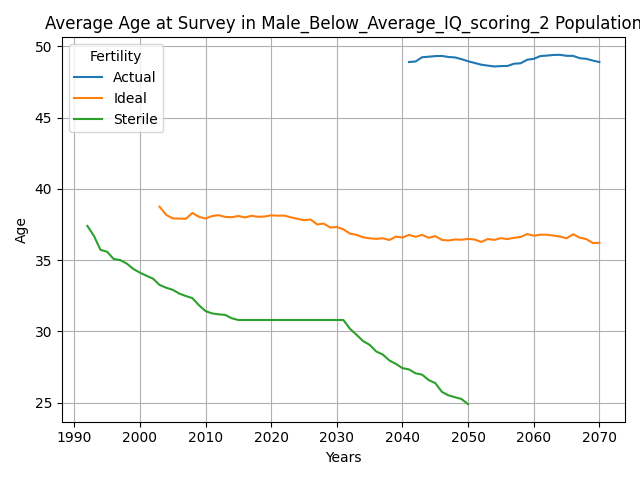 Average Age at Survey in Male_Below_Average_IQ_scoring_2 Population
Fertility
Actual
Ideal
Sterile
50
45
40
35
30
25
Age
1990 2000 2010 2020 2030 2040 2050 2060 2070
Years